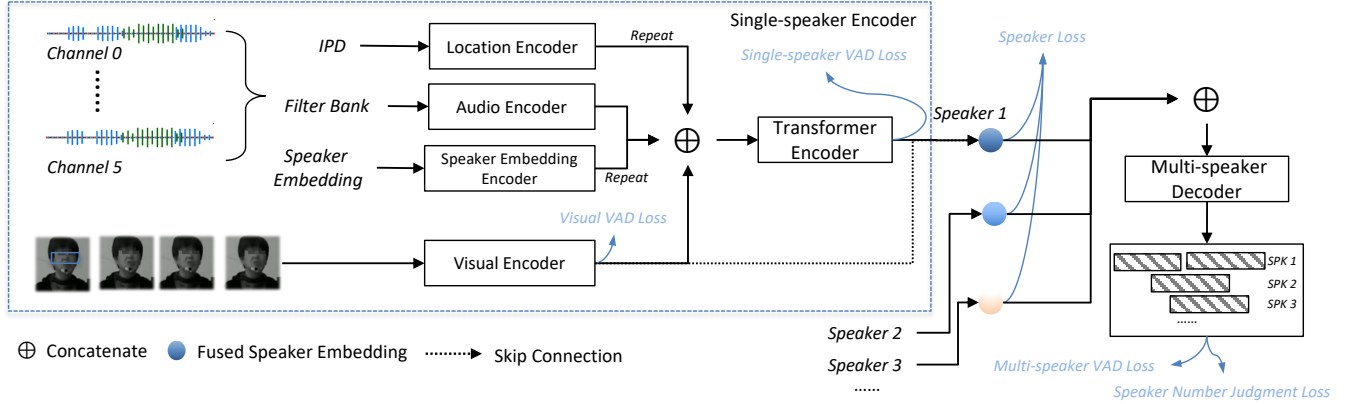 Single-speaker Encoder
Channel 0
IPD
Location Encoder
Repeat
Single-speaker VAD Loss
Speaker Loss
Filter Bank
Audio Encoder
Speaker 1
Transformer
Encoder
Channel 5
Speaker
Embedding
Speaker Embedding
Encoder
Repeat
Multi-speaker
Decoder
Visual VAD Loss
Visual Encoder
SPK 1
SPK 2
SPK 3
......
Speaker 2
Speaker 3
......
Concatenate
Fused Speaker Embedding
Skip Connection
Multi-speaker VAD Loss
Speaker Number Judgment Loss